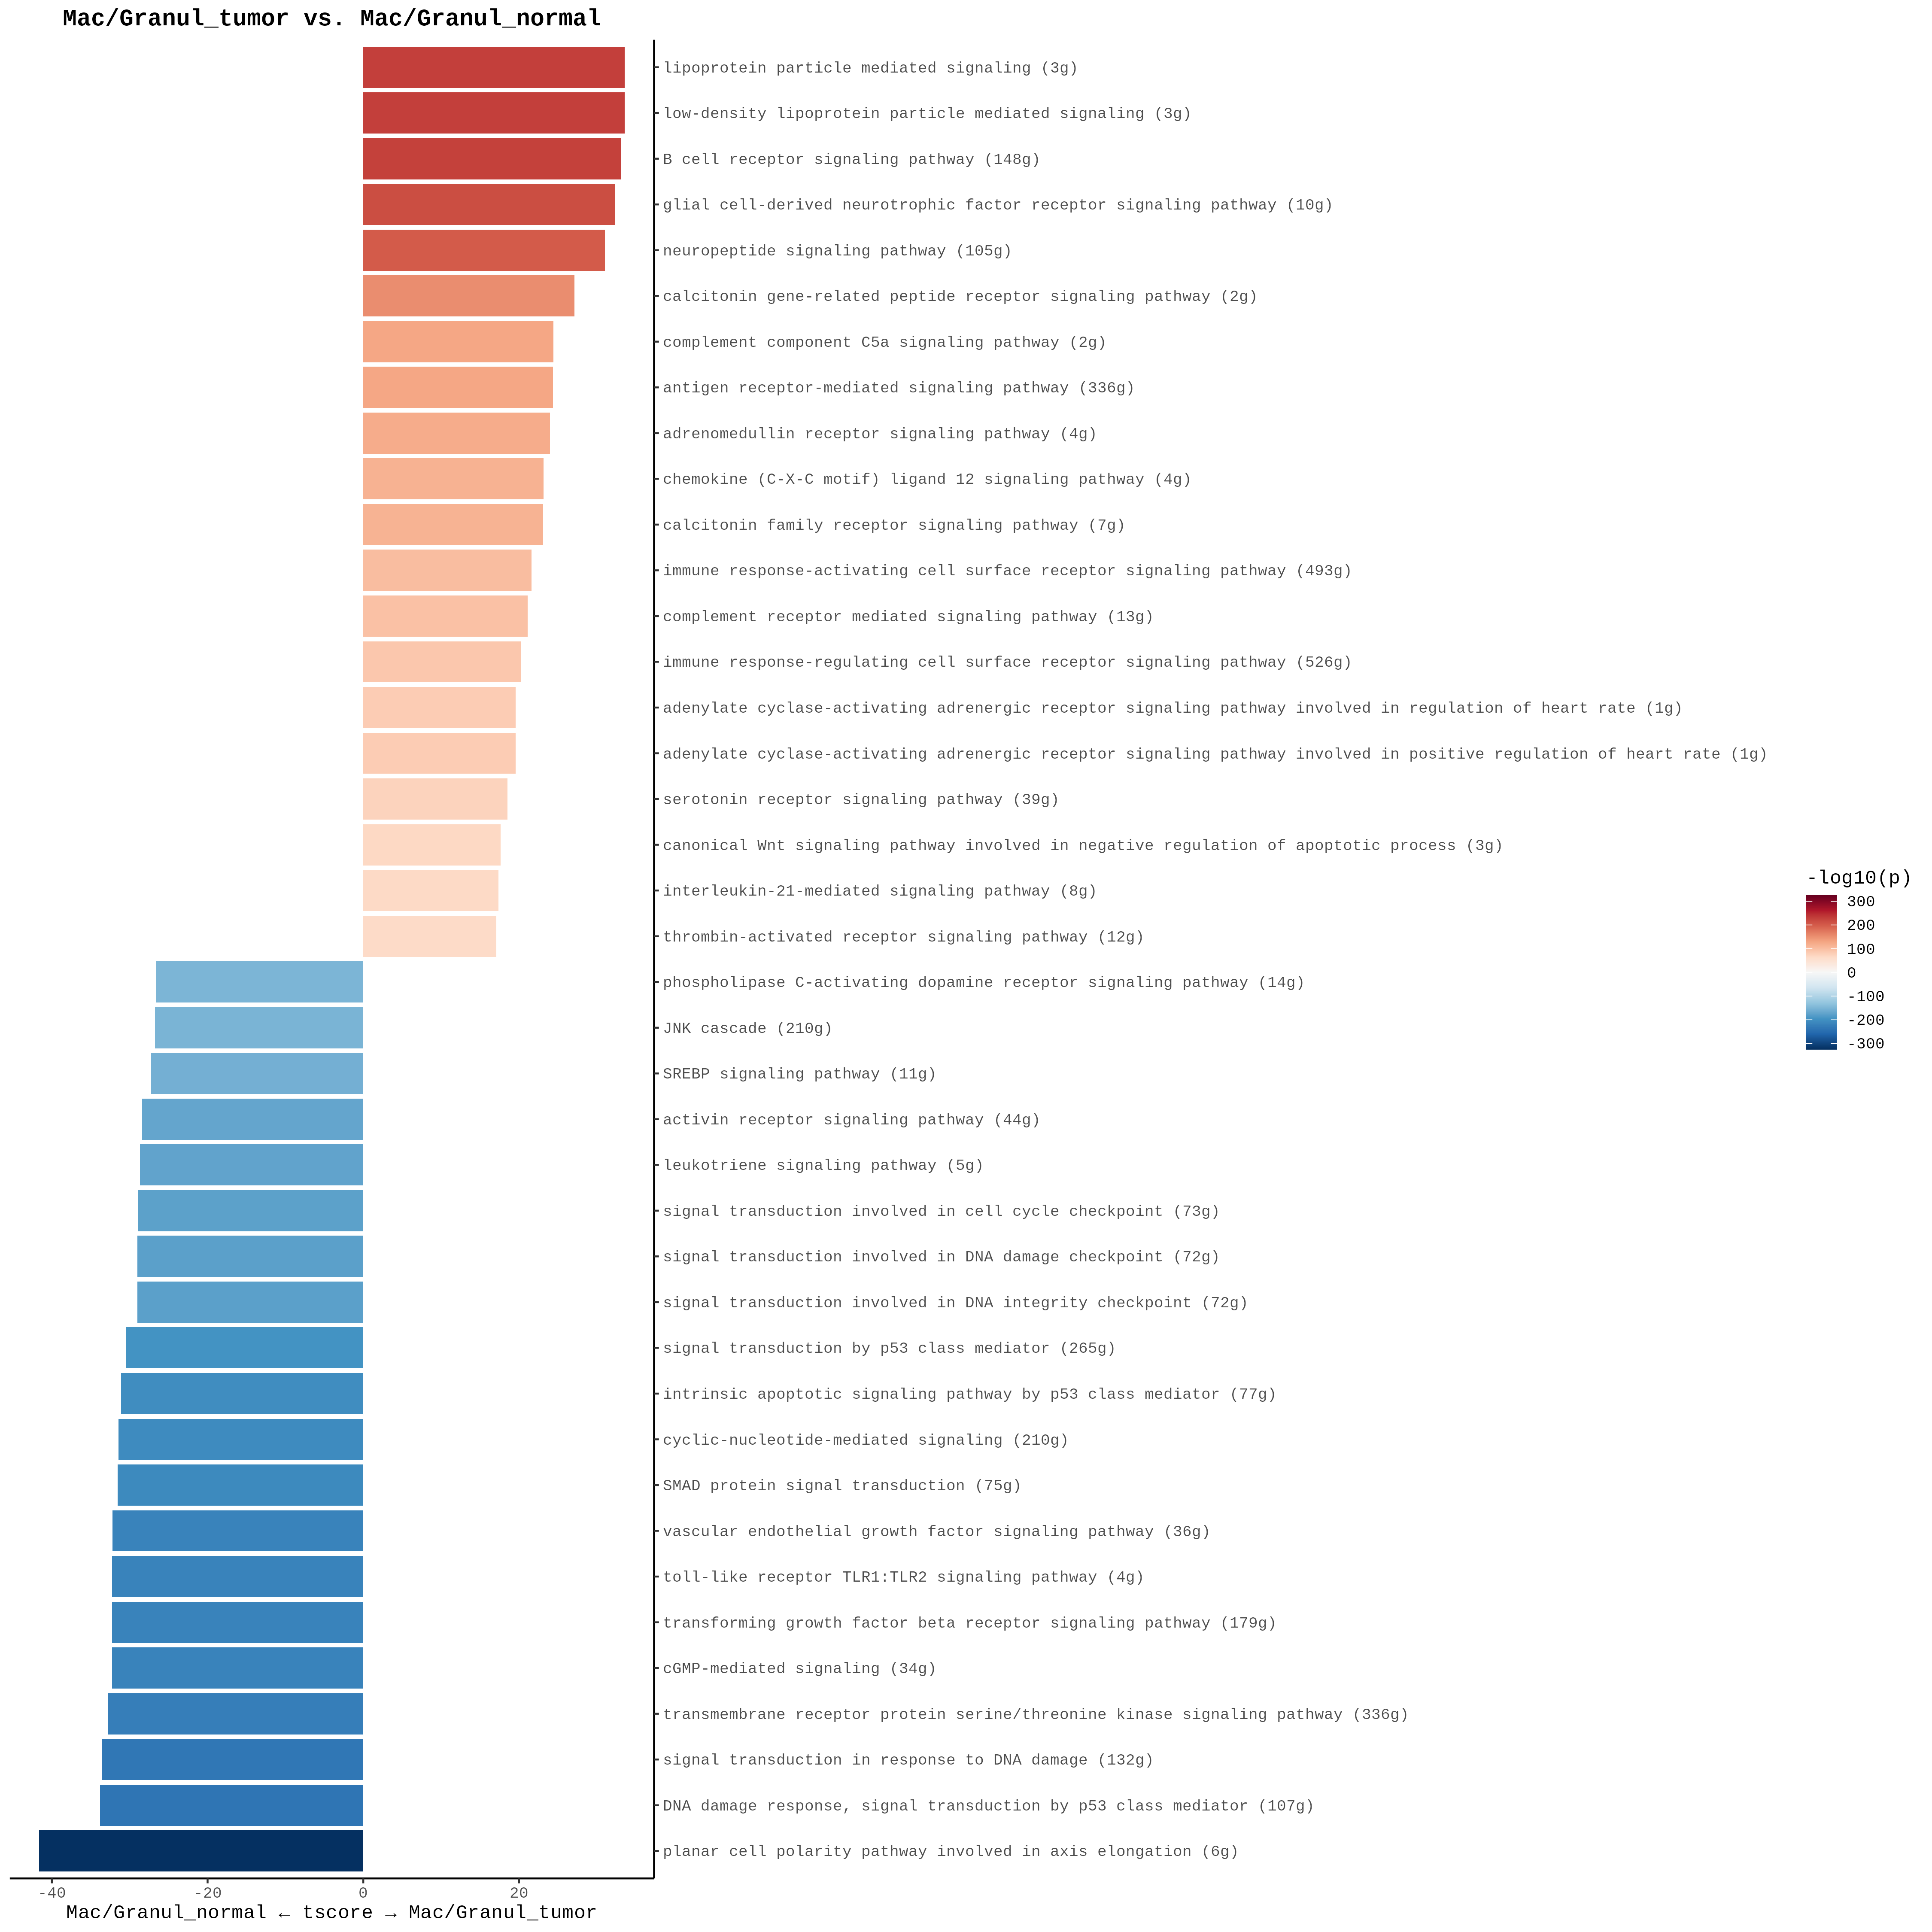 Mac/Granul_tumor vs. Mac/Granul_normal
lipoprotein particle mediated signaling (3g)
low-density lipoprotein particle mediated signaling (3g)
B cell receptor signaling pathway (148g)
glial cell-derived neurotrophic factor receptor signaling pathway (10g)
neuropeptide signaling pathway (105g)
calcitonin gene-related peptide receptor signaling pathway (2g)
complement component C5a signaling pathway (2g)
antigen receptor-mediated signaling pathway (336g)
adrenomedullin receptor signaling pathway (4g)
chemokine (C-X-C motif) ligand 12 signaling pathway (4g)
calcitonin family receptor signaling pathway (7g)
immune response-activating cell surface receptor signaling pathway (493g)
complement receptor mediated signaling pathway (13g)
immune response-regulating cell surface receptor signaling pathway (526g)
adenylate cyclase-activating adrenergic receptor signaling pathway involved in regulation of heart rate (1g)
adenylate cyclase-activating adrenergic receptor signaling pathway involved in positive regulation of heart rate (1g)
serotonin receptor signaling pathway (39g)
canonical Wnt signaling pathway involved in negative regulation of apoptotic process (3g)
interleukin-21-mediated signaling pathway (8g)
thrombin-activated receptor signaling pathway (12g)
phospholipase C-activating dopamine receptor signaling pathway (14g)
JNK cascade (210g)
SREBP signaling pathway (11g)
activin receptor signaling pathway (44g)
leukotriene signaling pathway (5g)
signal transduction involved in cell cycle checkpoint (73g)
signal transduction involved in DNA damage checkpoint (72g)
signal transduction involved in DNA integrity checkpoint (72g)
signal transduction by p53 class mediator (265g)
intrinsic apoptotic signaling pathway by p53 class mediator (77g)
cyclic-nucleotide-mediated signaling (210g)
SMAD protein signal transduction (75g)
vascular endothelial growth factor signaling pathway (36g)
toll-like receptor TLR1:TLR2 signaling pathway (4g)
transforming growth factor beta receptor signaling pathway (179g)
cGMP-mediated signaling (34g)
transmembrane receptor protein serine/threonine kinase signaling pathway (336g)
signal transduction in response to DNA damage (132g)
DNA damage response, signal transduction by p53 class mediator (107g)
planar cell polarity pathway involved in axis elongation (6g)
-40 -20 0 20
Mac/Granul_normal ← tscore → Mac/Granul_tumor
-log10(p)
300
200
100
0
-100
-200
-300